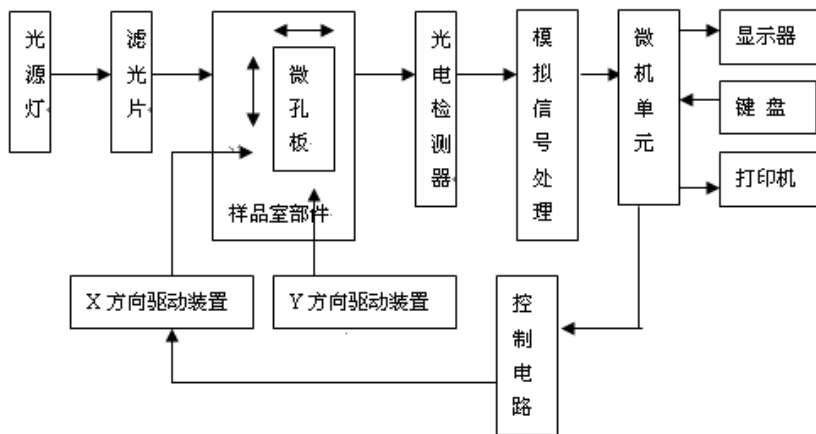 光源灯
滤光片
微孔板
样品室部件
光电检测器
模拟信号处理
微机单元
显示器
键 盘
打印机
X 方向驱动装置
Y 方向驱动装置
控制电路